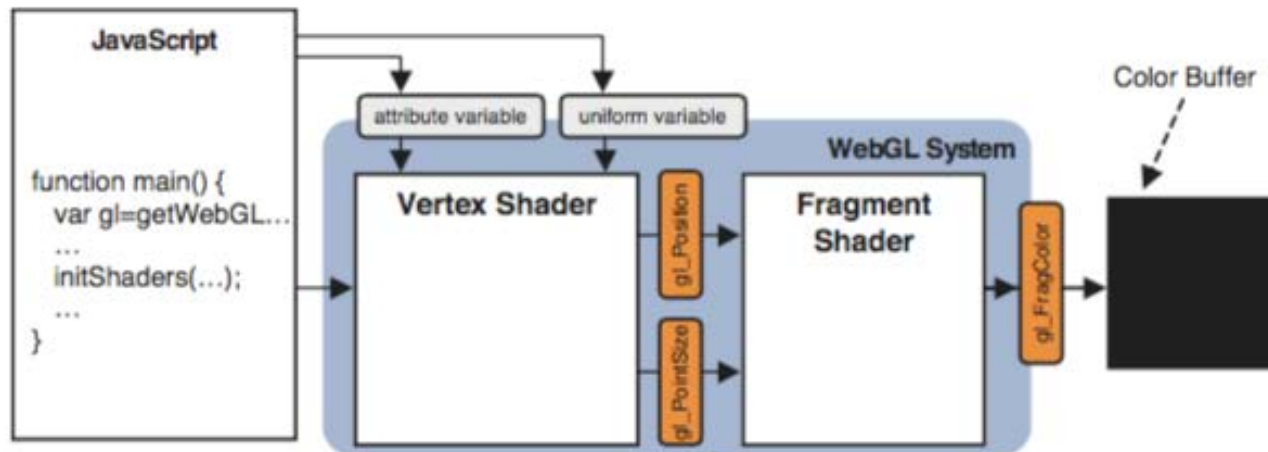 JavaScript
function main() {
var gl=getWebGL...
...
initShaders(...);
...
}
attribute variable
uniform variable
WebGL System
Vertex Shader
gl_Position
gl_PointSize
Fragment
Shader
gl_FragColor
Color Buffer